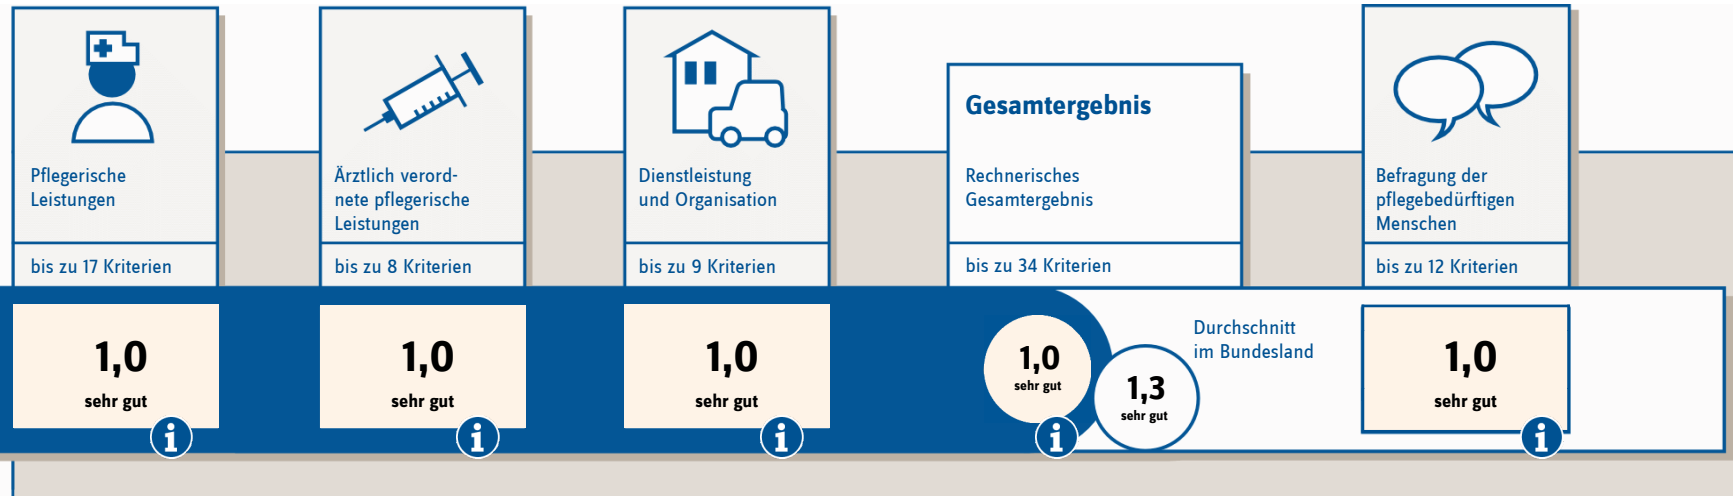 Pflegerische
Leistungen
bis zu 17 Kriterien
1,0
sehr gut
i
Ärztlich verord-
nete pflegerische
Leistungen
bis zu 8 Kriterien
1,0
sehr gut
i
Dienstleistung
und Organisation
bis zu 9 Kriterien
1,0
sehr gut
i
Gesamtergebnis
Rechnerisches
Gesamtergebnis
bis zu 34 Kriterien
1,0
sehr gut
i
Durchschnitt
im Bundesland
1,3
sehr gut
Befragung der
pflegebedürftigen
Menschen
bis zu 12 Kriterien
1,0
sehr gut
i